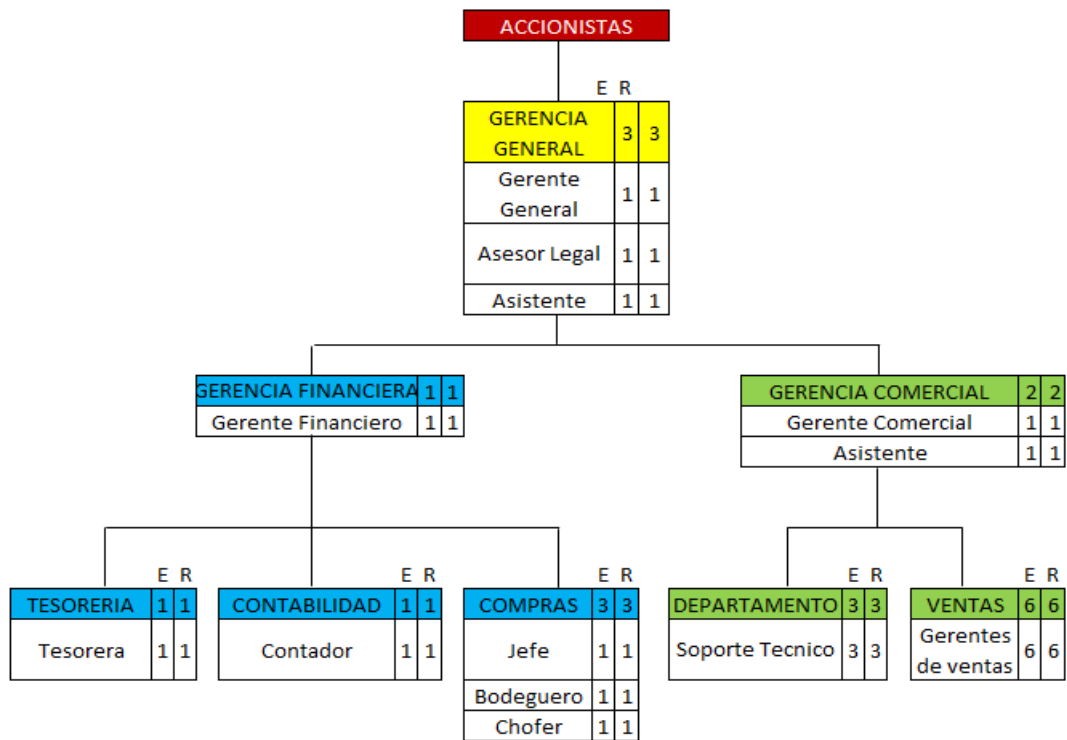 ACCIONISTAS
E R
GERENCIA
GENERAL 3 3
Gerente
General 1 1
Asesor Legal 1 1
Asistente 1 1
GERENCIA FINANCIERA 1 1
Gerente Financiero 1 1
GERENCIA COMERCIAL 2 2
Gerente Comercial 1 1
Asistente 1 1
E R
TESORERIA 1 1
Tesorera 1 1
E R
CONTABILIDAD 1 1
Contador 1 1
E R
COMPRAS 3 3
Jefe 1 1
Bodeguero 1 1
Chofer 1 1
E R
DEPARTAMENTO 3 3
Soporte Tecnico 3 3
E R
VENTAS 6 6
Gerentes
de ventas 6 6